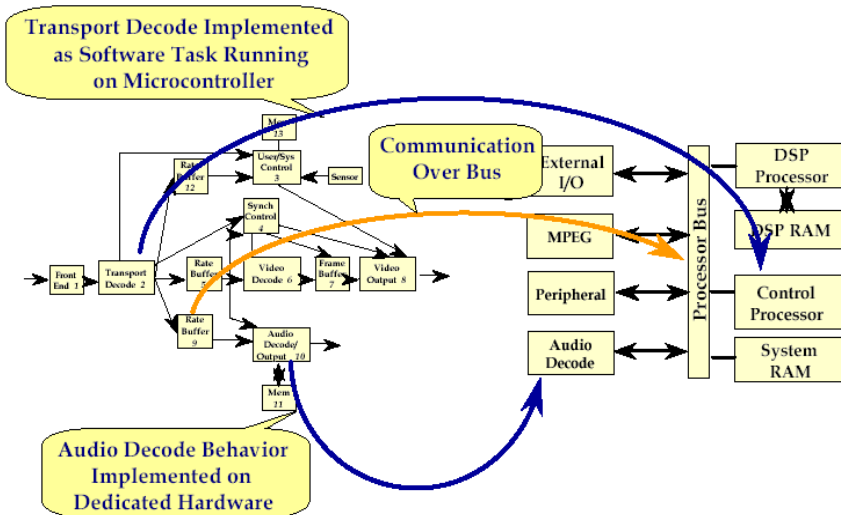 Transport Decode Implemented
as Software Task Running
on Microcontroller
Communication
Over Bus
13
User/Sys
Control
3
Sensor
Rate
Buffer
12
Synch
Control
4
Front
End 1
Transport
Decode 2
Rate
Buffer
5
Video
Decode 6
Frame
Buffer
7
Video
Output 8
Rate
Buffer
9
Audio
Decode/
Output 10
Mem
11
External
I/O
MPEG
Peripheral
Audio
Decode
Processor Bus
DSP
Processor
DSP RAM
Control
Processor
System
RAM
Audio Decode Behavior
Implemented on
Dedicated Hardware